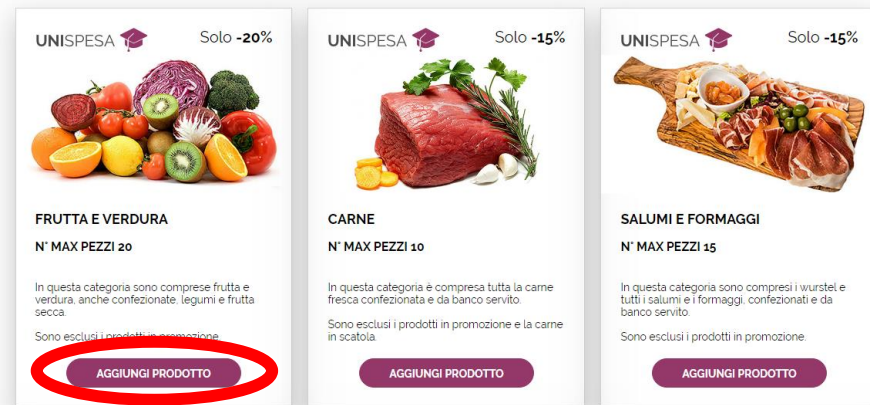 UNISPESA
Solo -20%
FRUTTA E VERDURA
N° MAX PEZZI 20
In questa categoria sono comprese frutta e
verdura, anche confezionate, legumi e frutta
secca.
Sono esclusi i prodotti in promozione.
AGGIUNGI PRODOTTO
UNISPESA
Solo -15%
CARNE
N° MAX PEZZI 10
In questa categoria è compresa tutta la carne
fresca confezionata e da banco servito.
Sono esclusi i prodotti in promozione e la carne
in scatola.
AGGIUNGI PRODOTTO
UNISPESA
Solo -15%
SALUMI E FORMAGGI
N° MAX PEZZI 15
In questa categoria sono compresi i wurstel e
tutti i salumi e i formaggi, confezionati e da
banco servito.
Sono esclusi i prodotti in promozione.
AGGIUNGI PRODOTTO